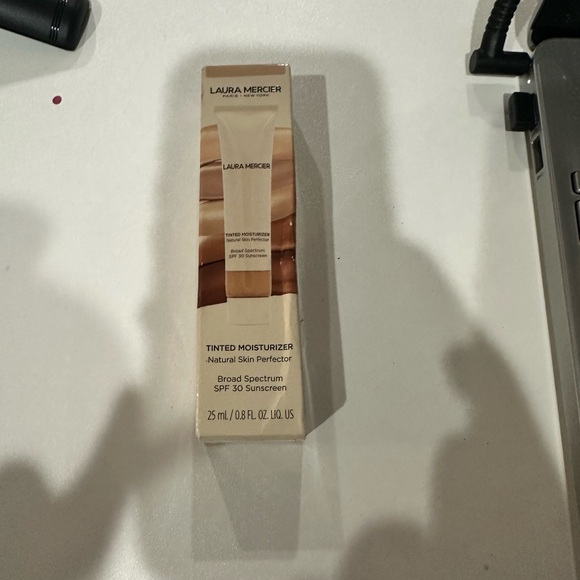 LAURA MERCIER
PARIS • NEW YORK
LAURA MERCIER
TINTED MOISTURIZER
Natural Skin Perfector
Broad Spectrum
SPF 30 Sunscreen
TINTED MOISTURIZER
Natural Skin Perfector
Broad Spectrum
SPF 30 Sunscreen
25 mL / 0.8 FL. OZ. LIQ. US